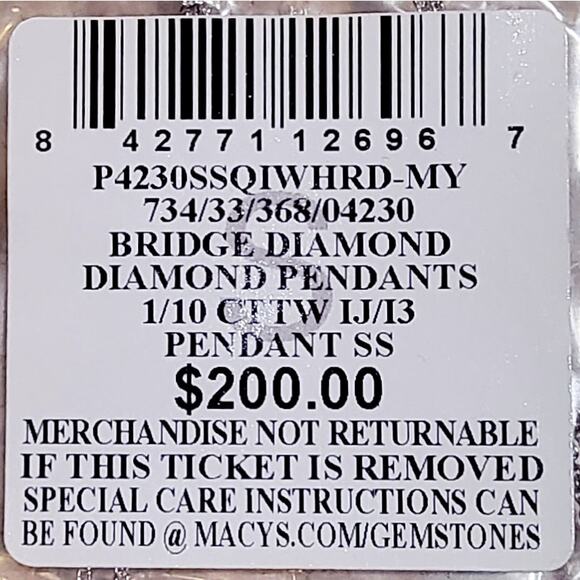 8 42771 12696 7
P4230SSQIWHRD-MY
734/33/368/04230
BRIDGE DIAMOND
DIAMOND PENDANTS
1/10 CTTW IJ/I3
PENDANT SS
$200.00
MERCHANDISE NOT RETURNABLE
IF THIS TICKET IS REMOVED
SPECIAL CARE INSTRUCTIONS CAN
BE FOUND @ MACYS.COM/GEMSTONES